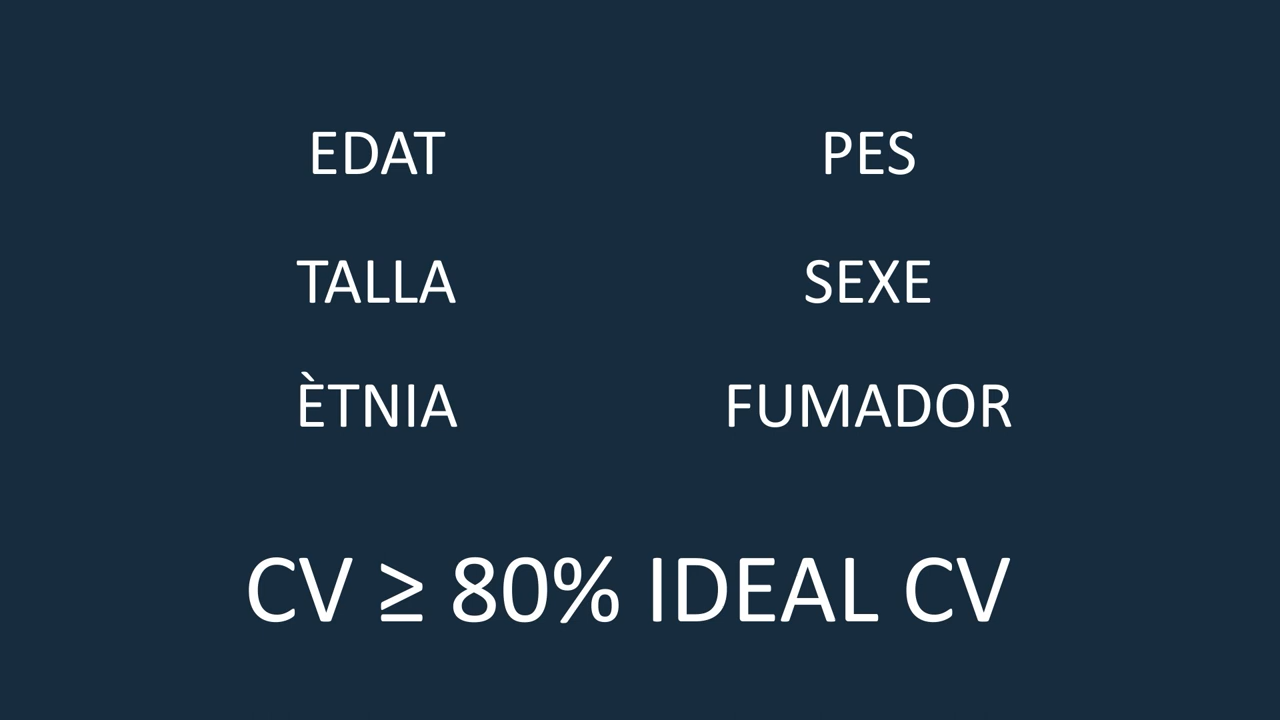 EDAT PES
TALLA SEXE
ÈTNIA FUMADOR
CV ≥ 80% IDEAL CV